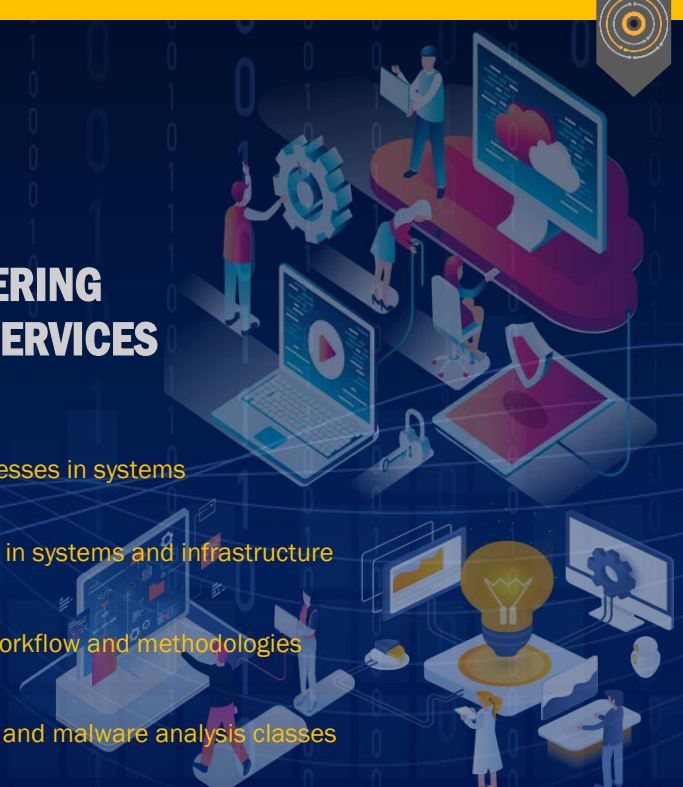 ERING
ERVICES
esses in systems
in systems and infrastructure
orkflow and methodologies
and malware analysis classes